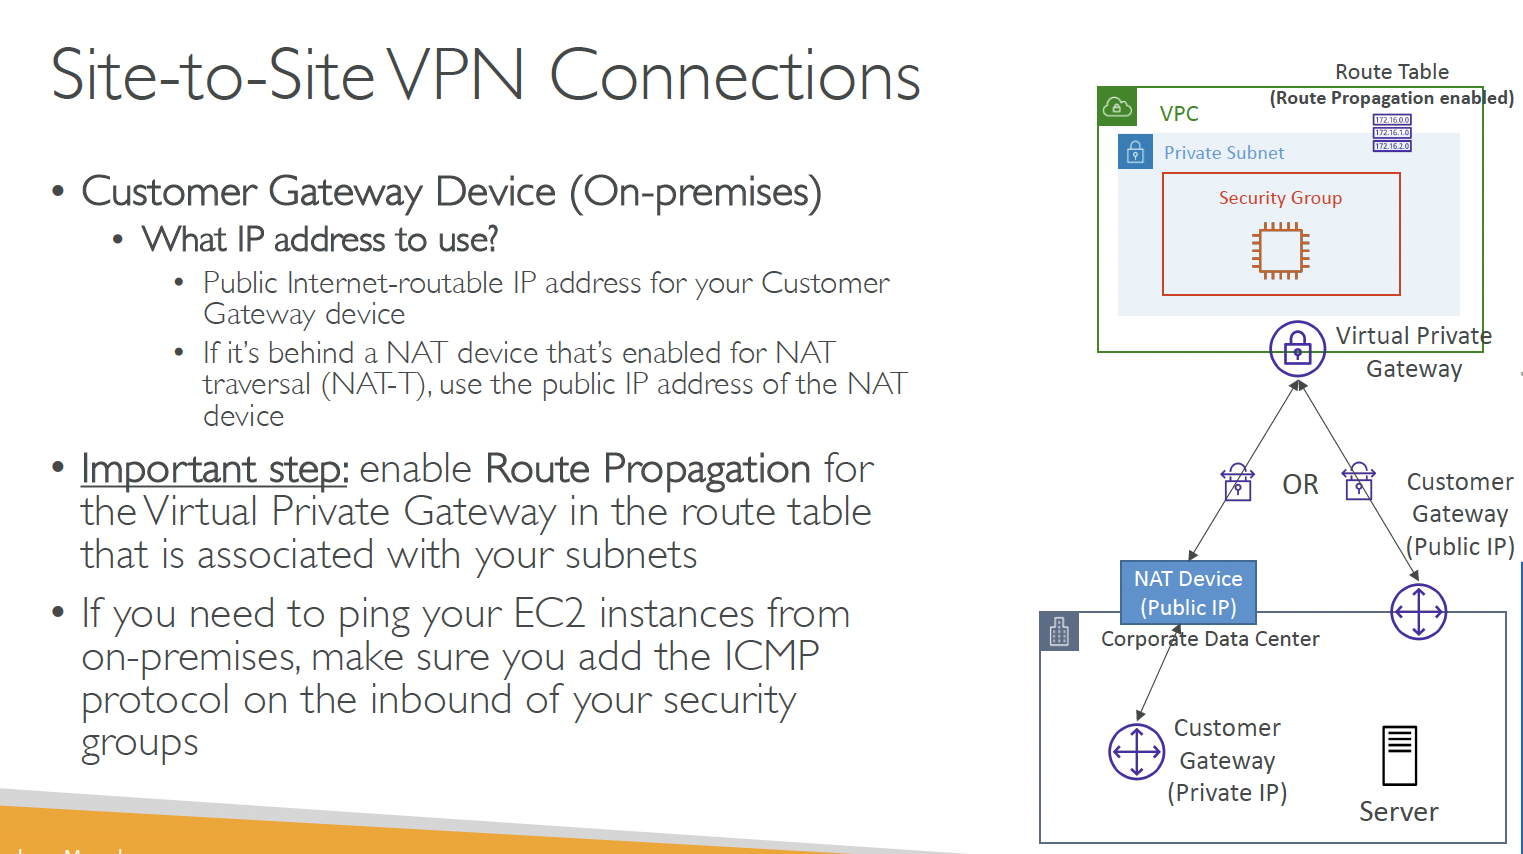 Site-to-Site VPN Connections
• Customer Gateway Device (On-premises)
• What IP address to use?
• Public Internet-routable IP address for your Customer
Gateway device
• If it's behind a NAT device that's enabled for NAT
traversal (NAT-T), use the public IP address of the NAT
device
• Important step: enable Route Propagation for
the Virtual Private Gateway in the route table
that is associated with your subnets
• If you need to ping your EC2 instances from
on-premises, make sure you add the ICMP
protocol on the inbound of your security
groups
Route Table
(Route Propagation enabled)
172.16.0.0
172.16.1.0
172.16.2.0
VPC
Private Subnet
Security Group
Virtual Private
Gateway
OR
Customer
Gateway
(Public IP)
NAT Device
(Public IP)
Corporate Data Center
Customer
Gateway
(Private IP)
Server